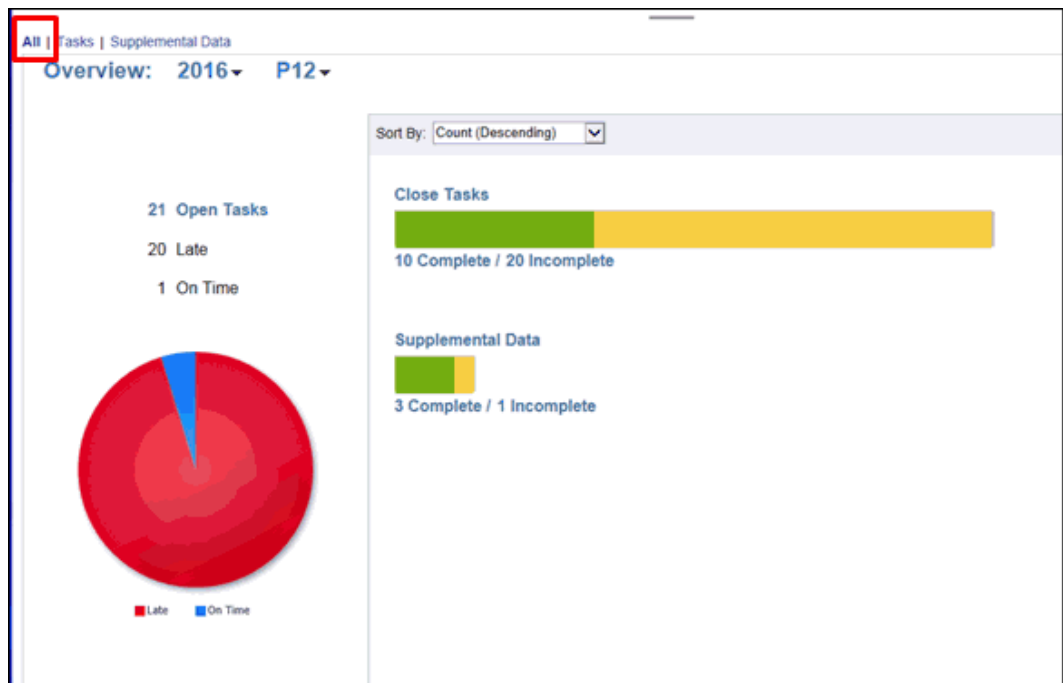 All | Tasks | Supplemental Data
Overview: 2016 P12
Sort By: Count (Descending)
21 Open Tasks
20 Late
1 On Time
Late On Time
Close Tasks
10 Complete / 20 Incomplete
Supplemental Data
3 Complete / 1 Incomplete